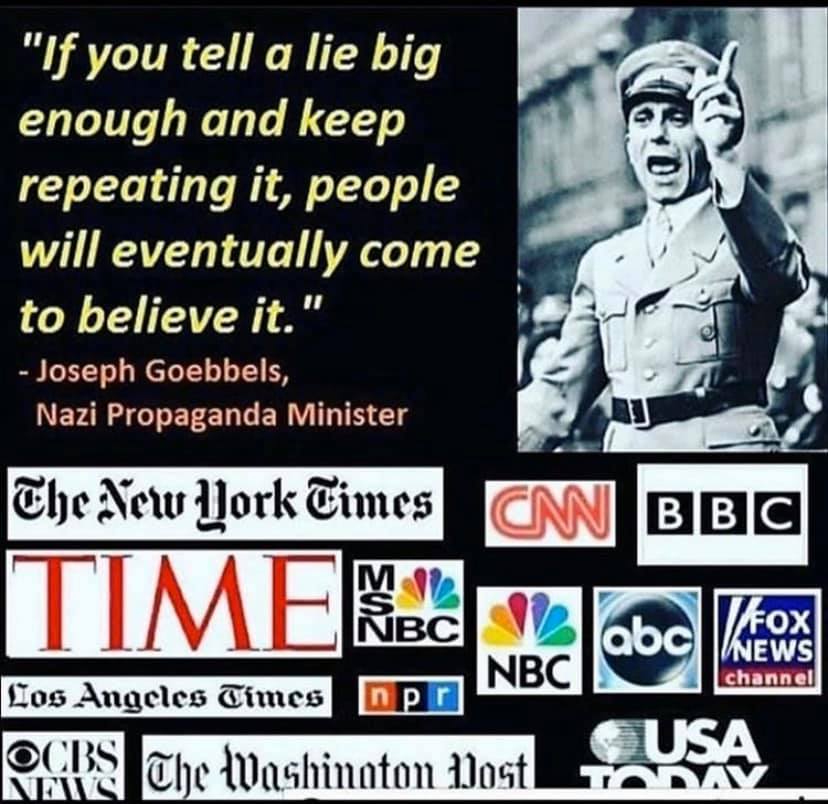 "If you tell a lie big
enough and keep
repeating it, people
will eventually come
to believe it."
- Joseph Goebbels,
Nazi Propaganda Minister
The New York Times
CNN
BBC
TIME
MSNBC
NBC
abc
FOX
NEWS
channel
Los Angeles Times
npr
CBS
NEWS
The Washington Post
USA
TODAY